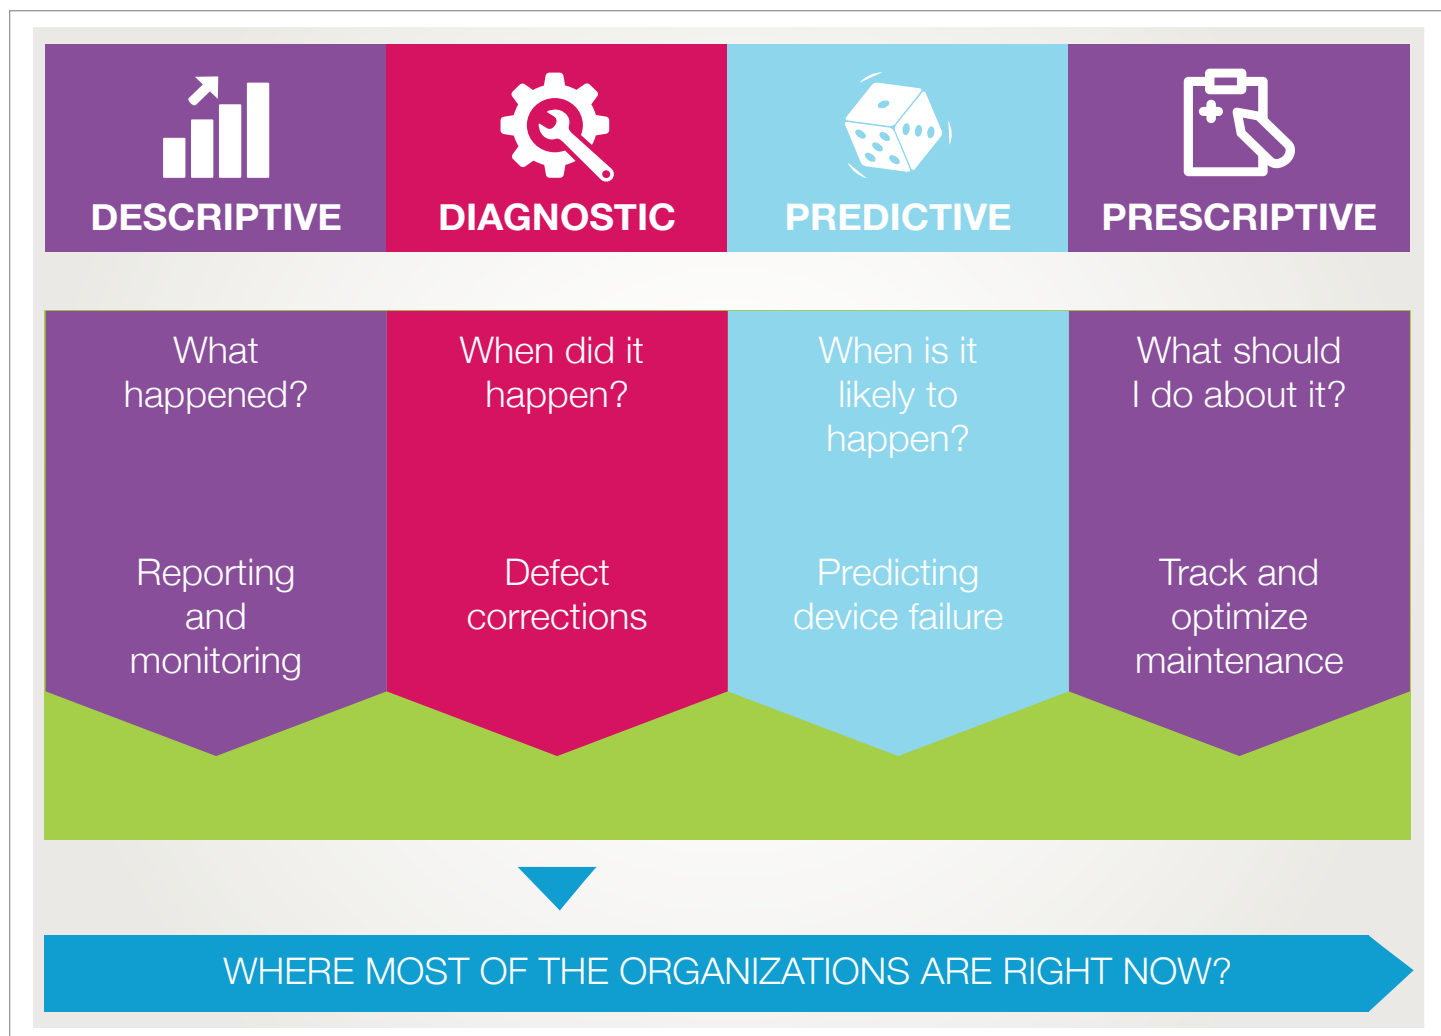 DESCRIPTIVE
DIAGNOSTIC
PREDICTIVE
PRESCRIPTIVE
What
happened?
When did it
happen?
When is it
likely to
happen?
What should
I do about it?
Reporting
and
monitoring
Defect
corrections
Predicting
device failure
Track and
optimize
maintenance
WHERE MOST OF THE ORGANIZATIONS ARE RIGHT NOW?